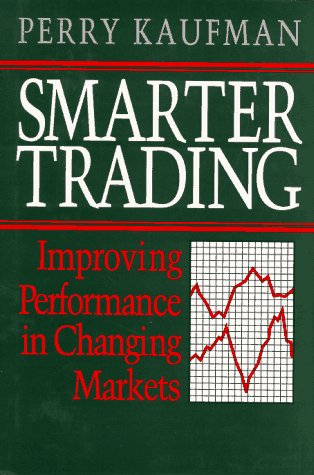 PERRY KAUFMAN
SMARTER
TRADING
Improving
Performance
in Changing
Markets